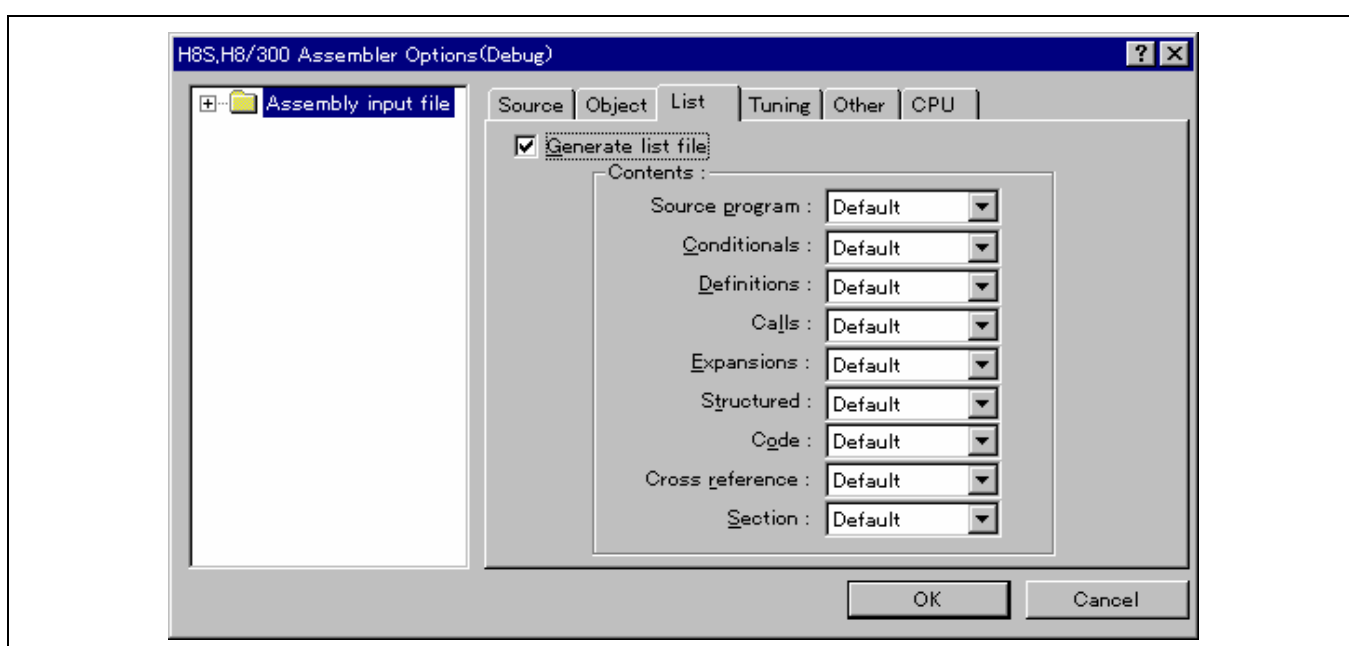 H8S,H8/300 Assembler Options(Debug)
Assembly input file
Source Object List Tuning Other CPU
Generate list file
Contents :
Source program : Default
Conditionals : Default
Definitions : Default
Calls : Default
Expansions : Default
Structured : Default
Code : Default
Cross reference : Default
Section : Default
OK Cancel